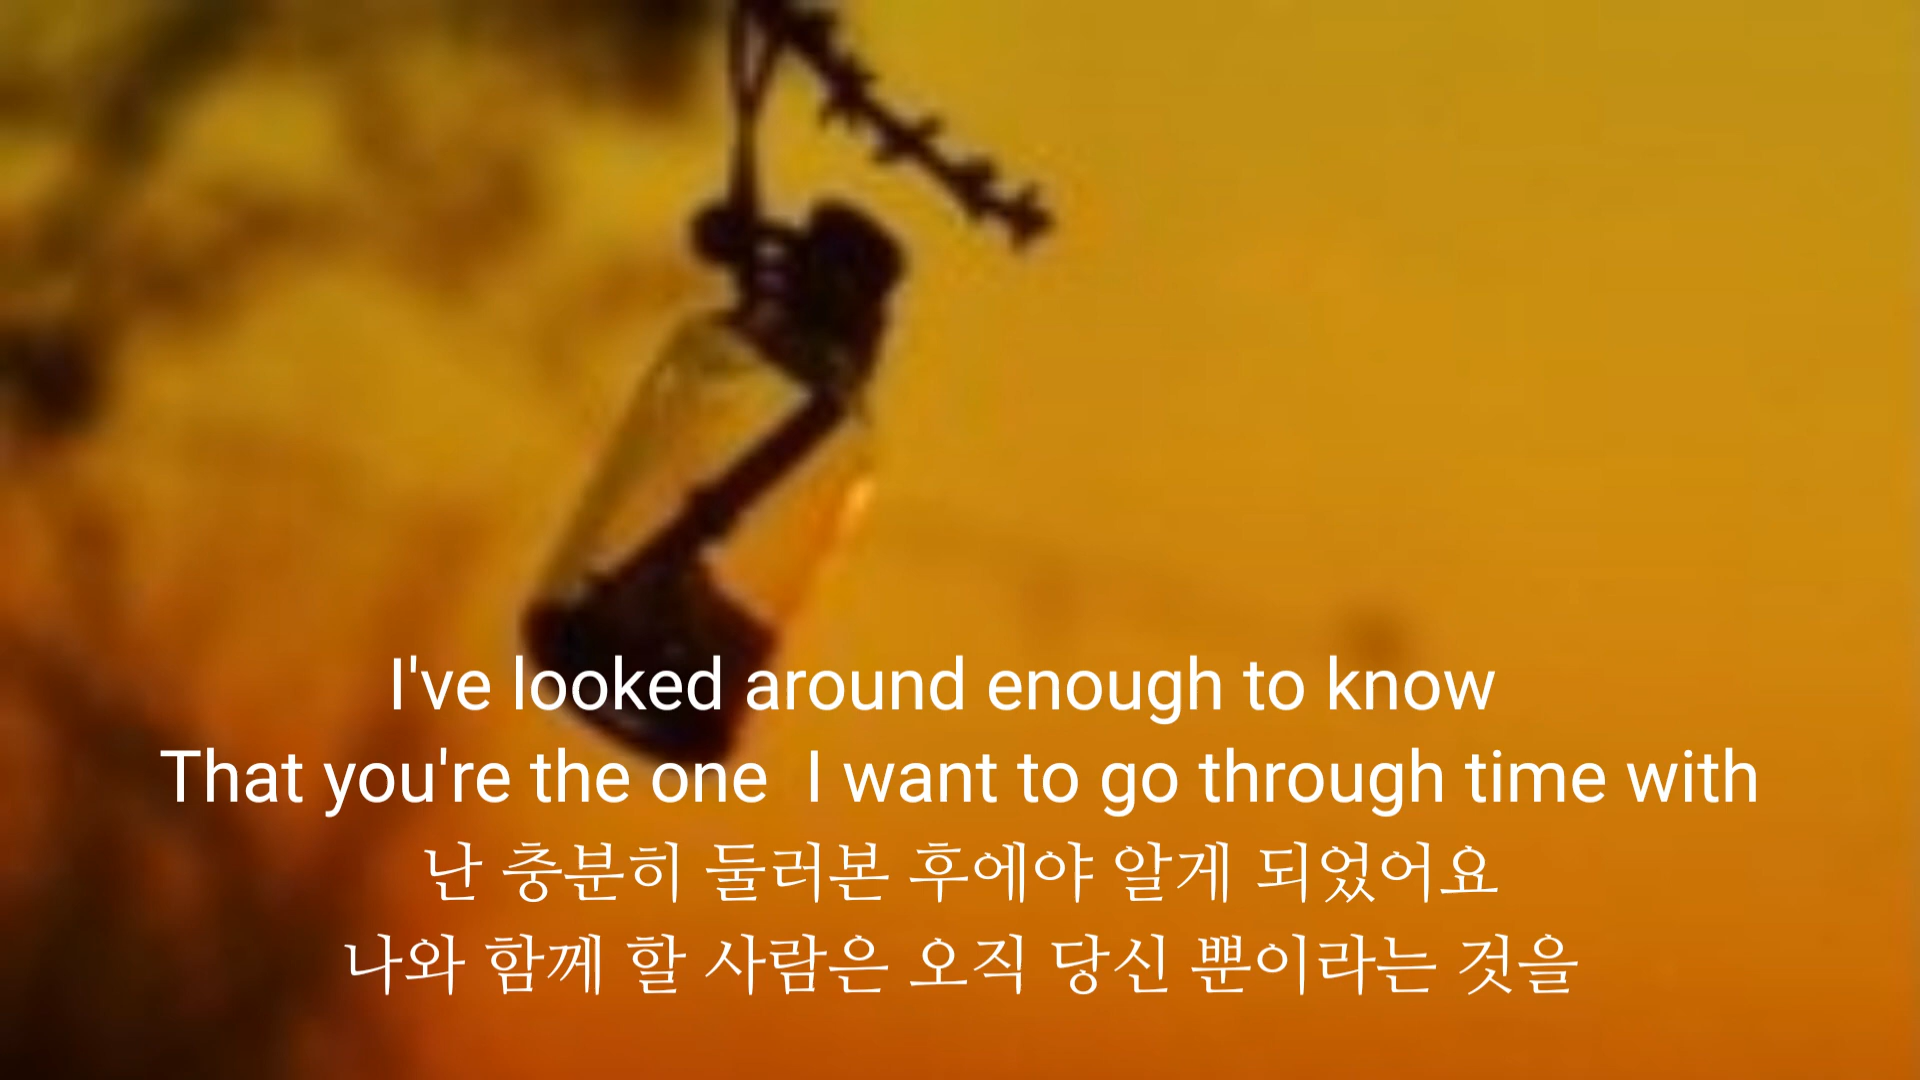 I've looked around enough to know
That you're the one  I want to go through time with
난 충분히 둘러본 후에야 알게 되었어요
나와 함께 할 사람은 오직 당신 뿐이라는 것을